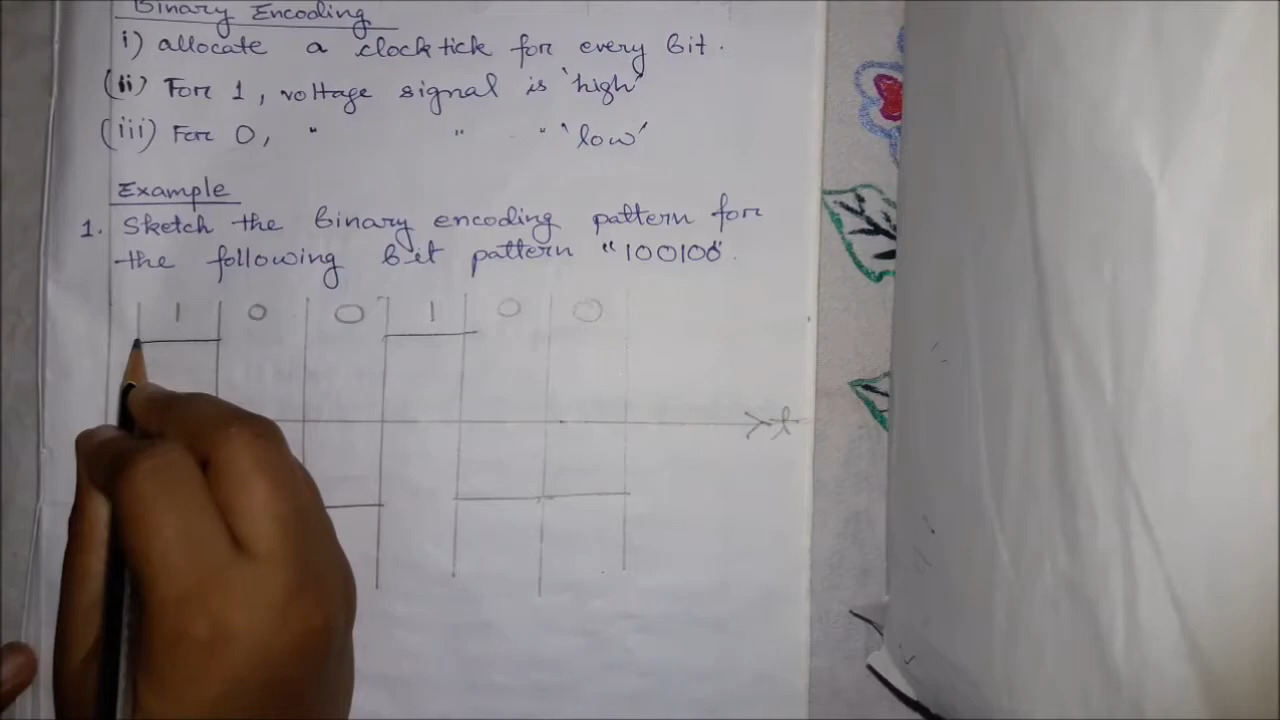 Binary Encoding
i) allocate a clock tick for every bit.
(ii) For 1, voltage signal is 'high'
(iii) For 0, " " " 'low'
Example
1. Sketch the binary encoding pattern for
the following bit pattern "100100".
1 0 0 1 0 0
t